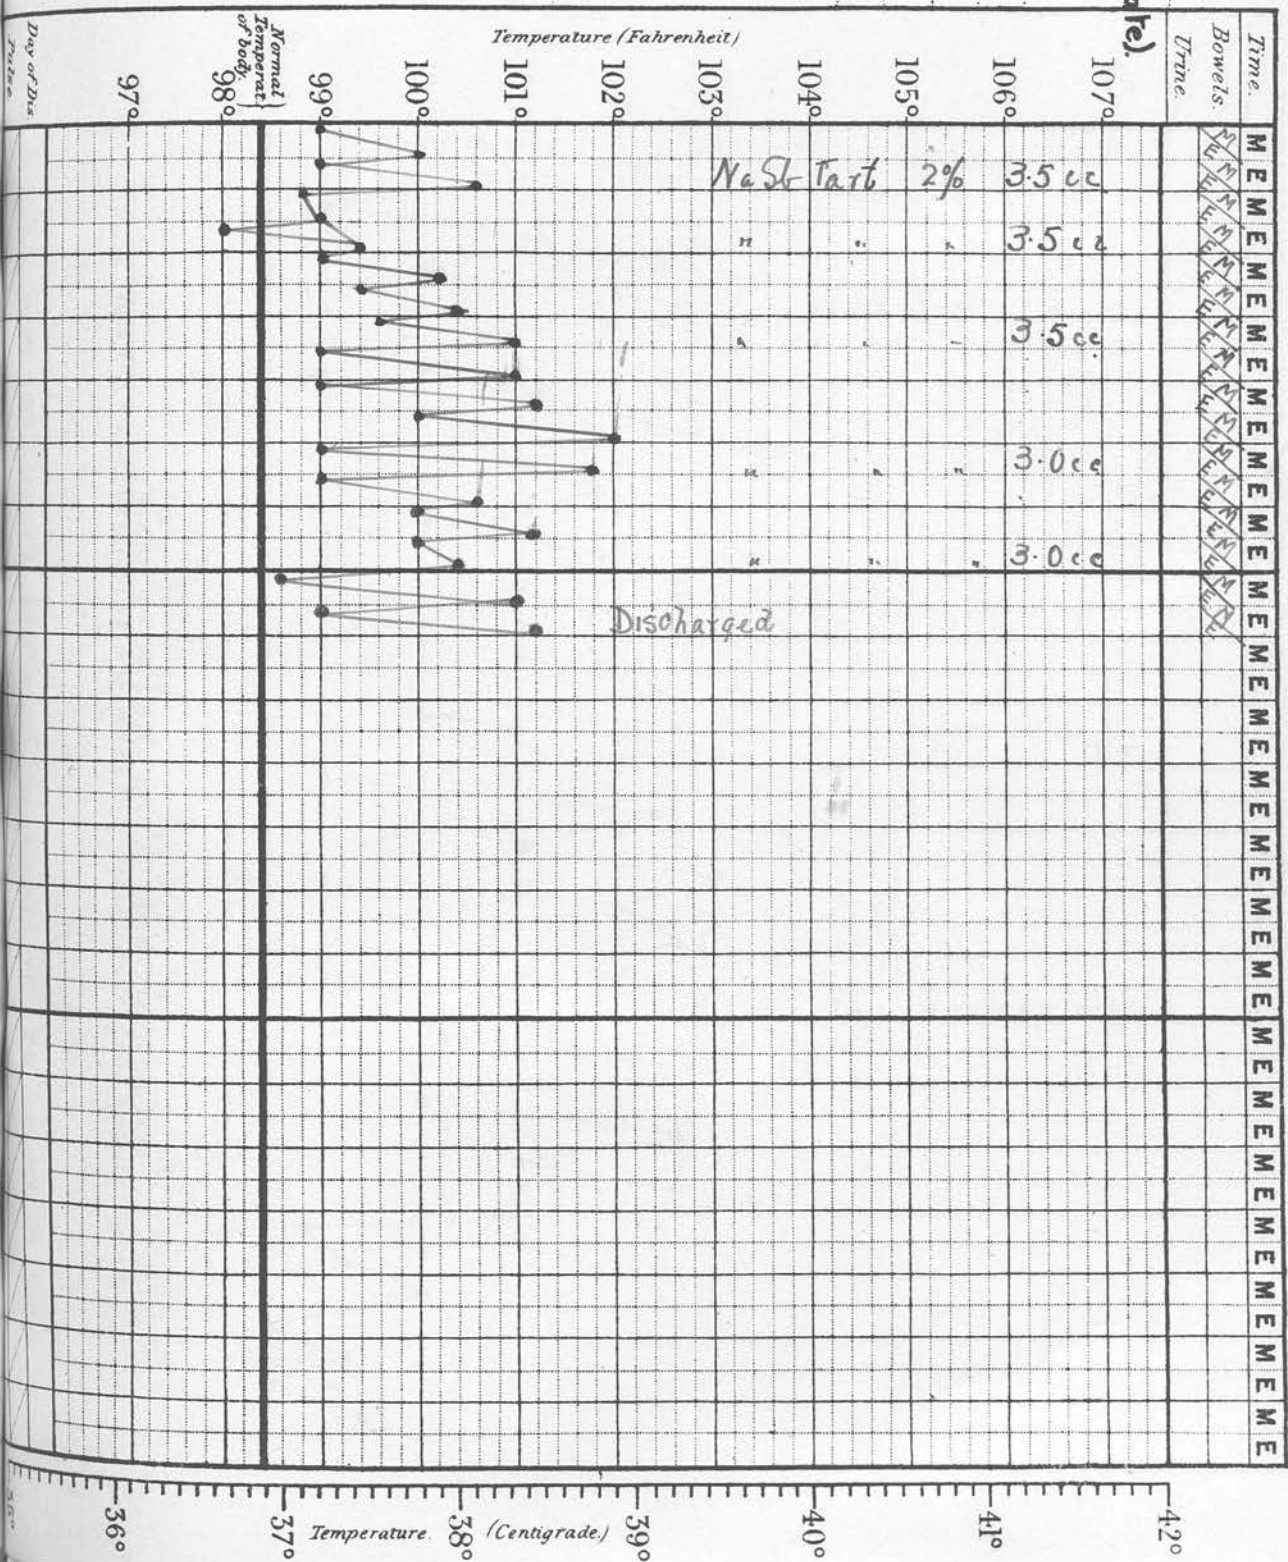 ate).
Time.
Bowels.
Urine.
Temperature (Fahrenheit)
107°
106°
105°
104°
103°
102°
101°
100°
99°
98°
97°
Normal
Temperat.
of body.
Day of Dis
Pulse
M E M E M E M E M E M E M E M E M E M E M E M E M E M E M E M E M E M E M E M E M E
M E M E M E M E M E M E M E M E
NaSb Tart 2% 3.5 cc
" " " 3.5 cc
" " " 3.5 cc
" " " 3.0 cc
" " " 3.0 cc
Discharged
Temperature. (Centigrade.)
35°
36°
37°
38°
39°
40°
41°
42°